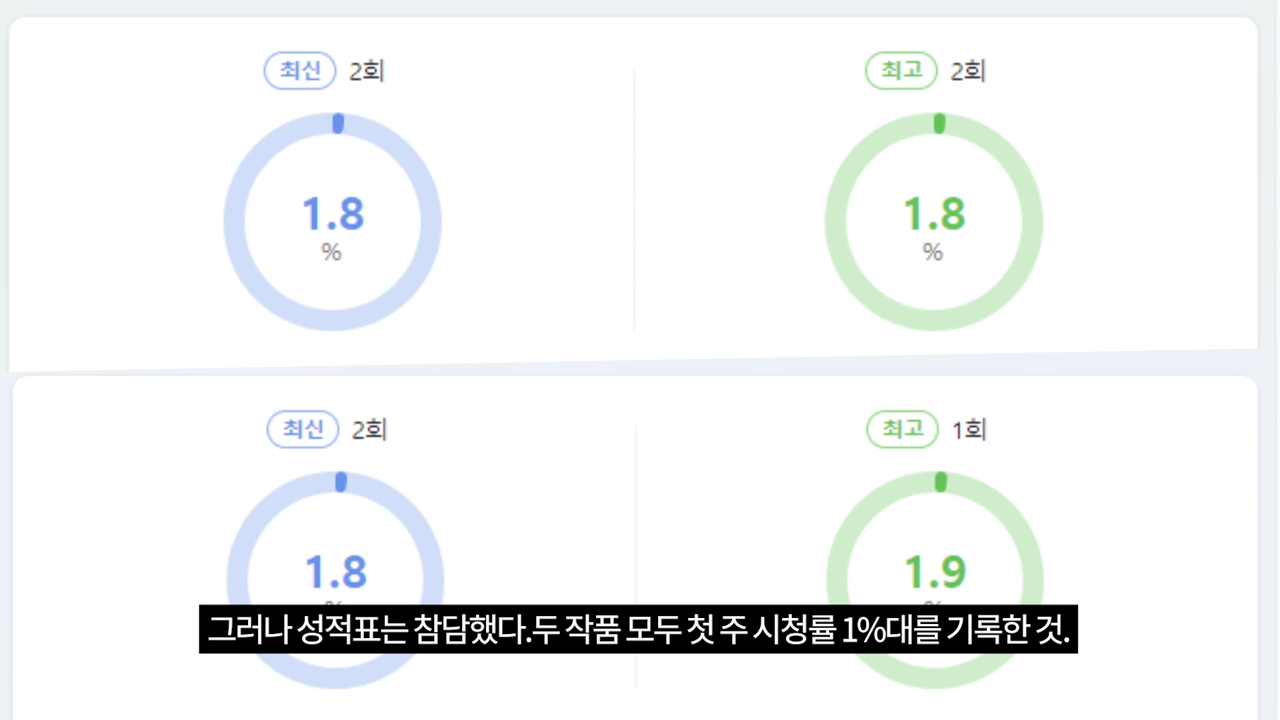 최신 2회
최고 2회
1.8
%
1.8
%
최신 2회
최고 1회
1.8
1.9
그러나 성적표는 참담했다.두 작품 모두 첫 주 시청률 1%대를 기록한 것.